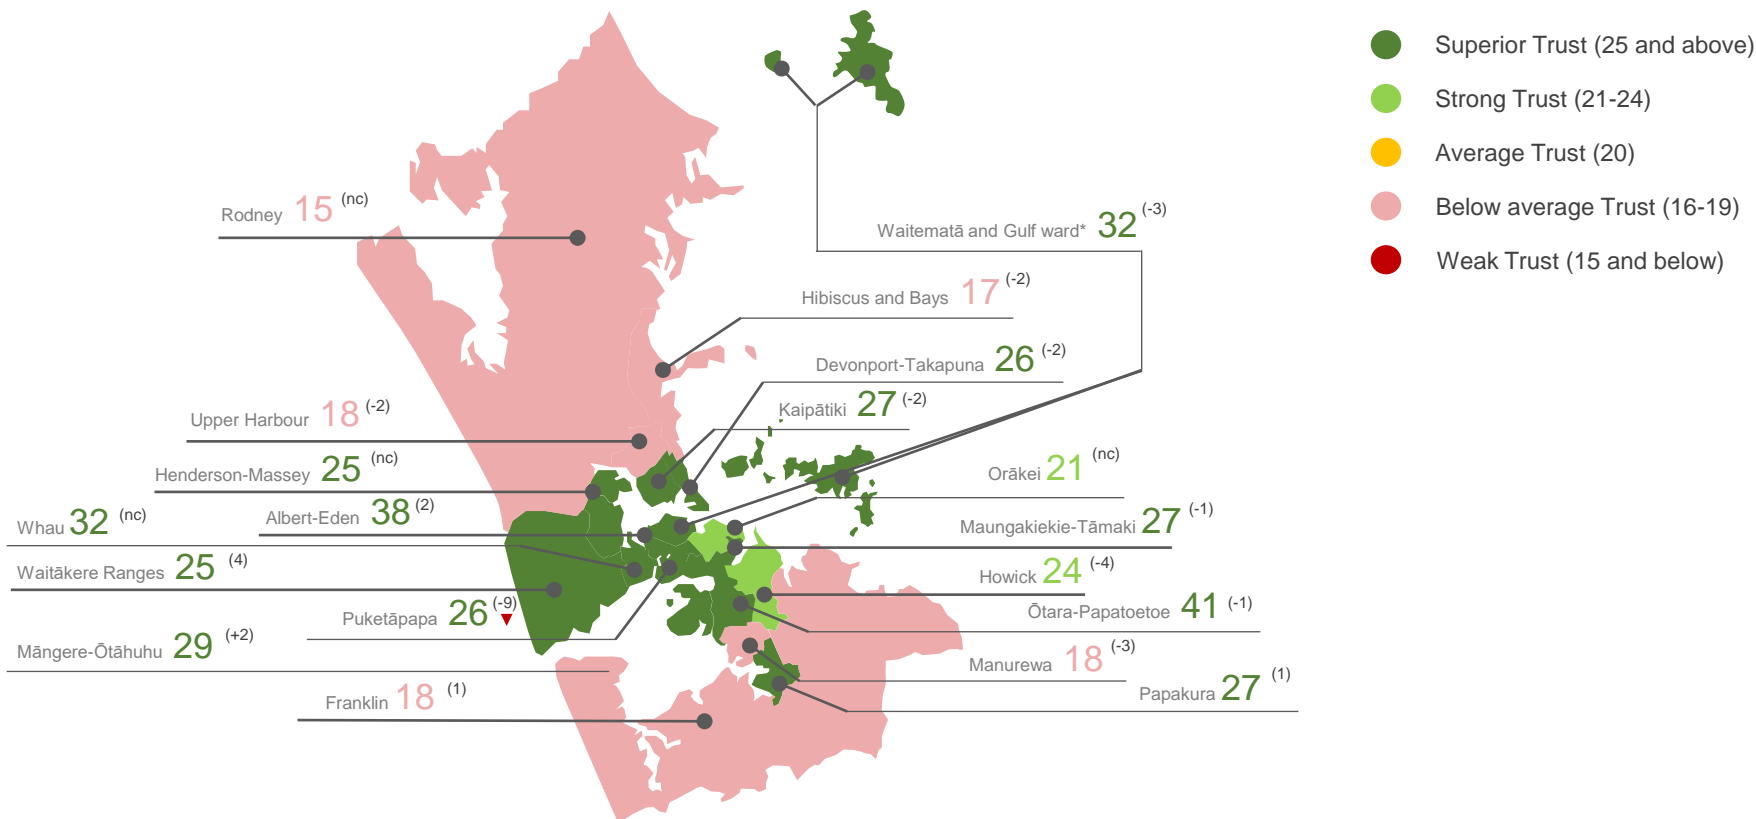 Superior Trust (25 and above)
Strong Trust (21-24)
Average Trust (20)
Below average Trust (16-19)
Weak Trust (15 and below)
Rodney 15 (nc)
Waitematā and Gulf ward* 32 (-3)
Hibiscus and Bays 17 (-2)
Devonport-Takapuna 26 (-2)
Kaipātiki 27 (-2)
Upper Harbour 18 (-2)
Henderson-Massey 25 (nc)
Orākei 21 (nc)
Albert-Eden 38 (2)
Whau 32 (nc)
Maungakiekie-Tāmaki 27 (-1)
Waitākere Ranges 25 (4)
Howick 24 (-4)
Puketāpapa 26 (-9)
Ōtara-Papatoetoe 41 (-1)
Māngere-Ōtāhuhu 29 (+2)
Manurewa 18 (-3)
Franklin 18 (1)
Papakura 27 (1)